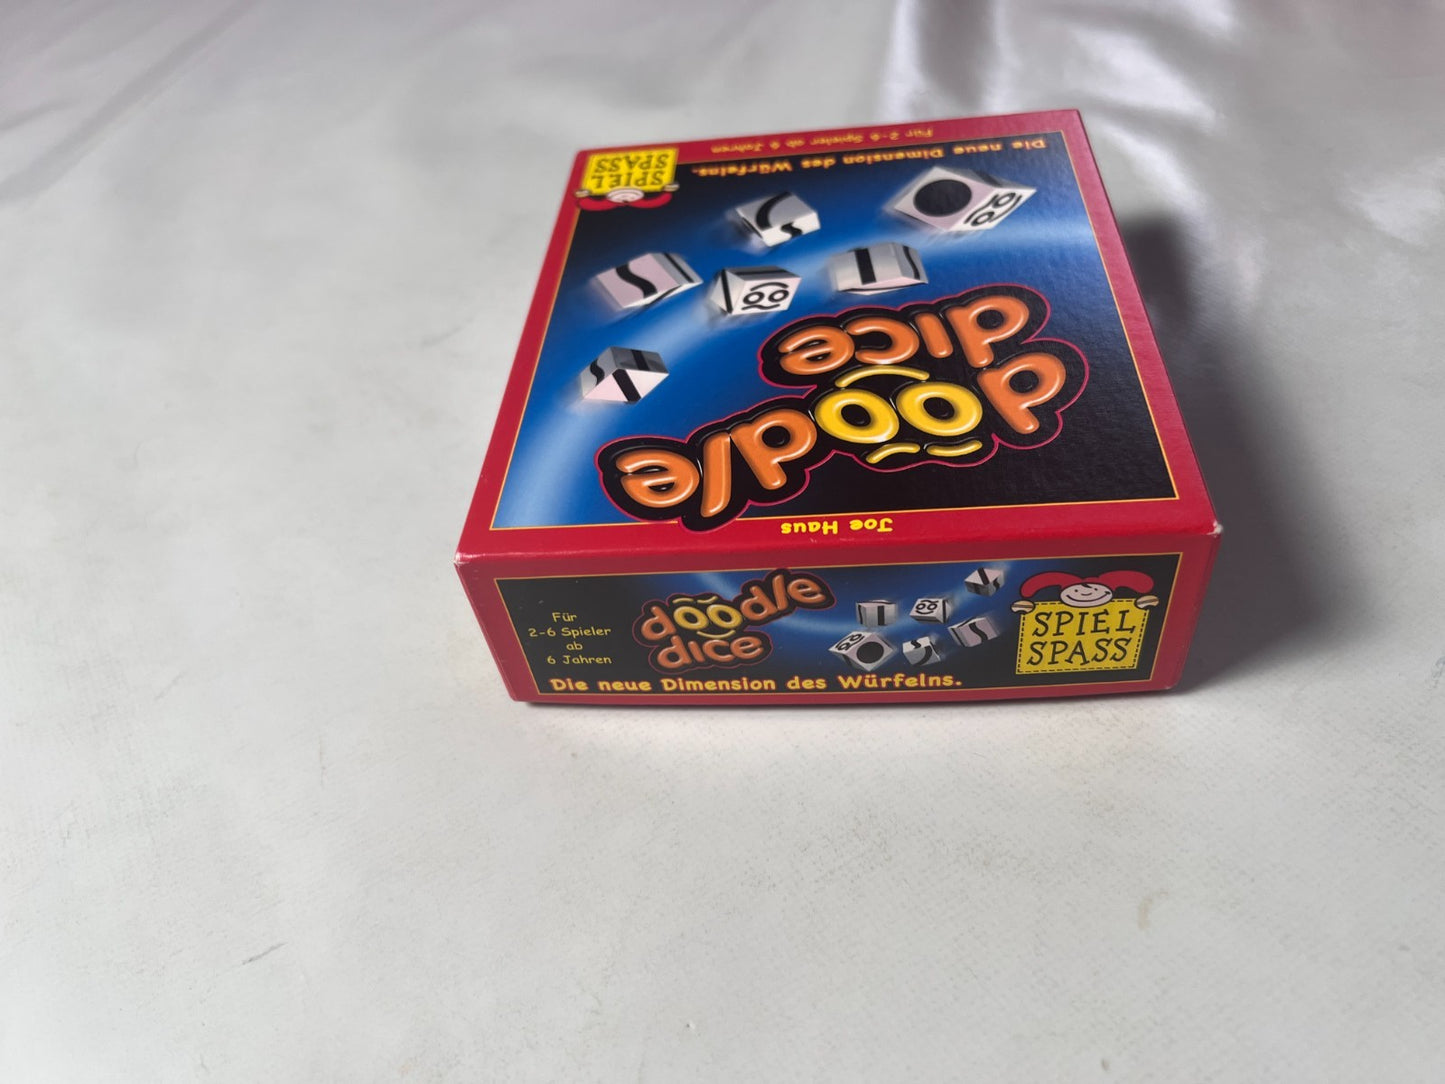 Joe Haus
doodle
dice
Die neue Dimension des Würfelns.
Für 2-6 Spieler ab 6 Jahren
SPIEL
SPASS
Für
2-6 Spieler
ab
6 Jahren
doodle
dice
Die neue Dimension des Würfelns.
SPIEL
SPASS